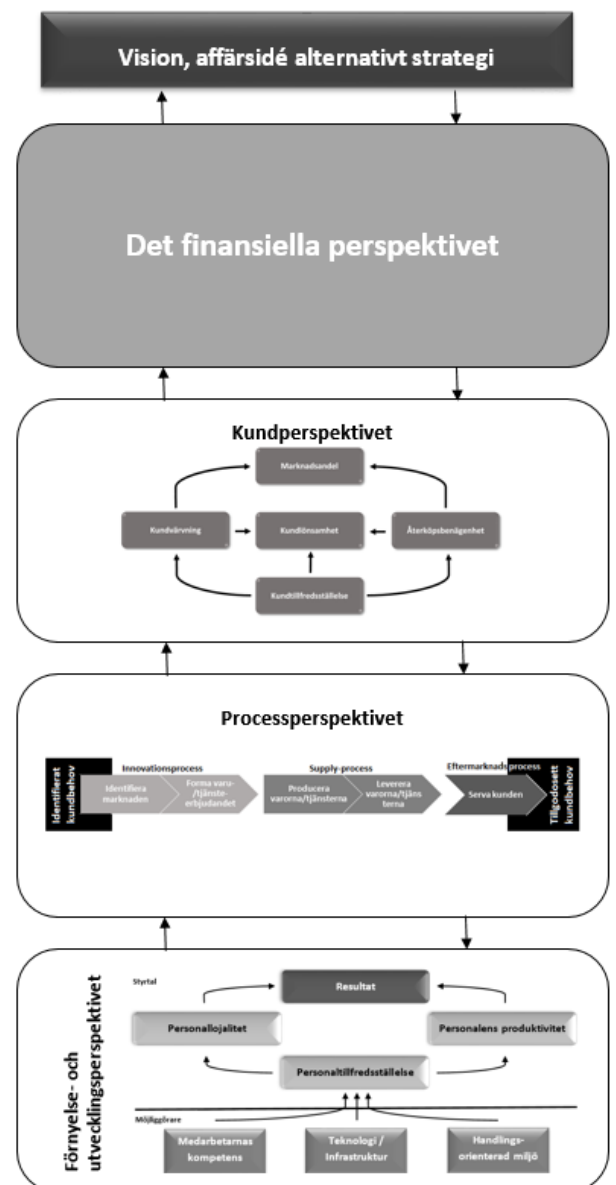 Vision, affärsidé alternativt strategi
Det finansiella perspektivet
Kundperspektivet
Marknadsandel
Kundvärvning
Kundlönsamhet
Återköpsbenägenhet
Kundtillfredsställelse
Processperspektivet
Identifierat
kundbehov
Innovationsprocess
Identifiera
marknaden
Forma varu-
/tjänste-
erbjudandet
Supply-process
Producera
varorna/tjänsterna
Leverera
varorna/tjäns
terna
Eftermarknadsprocess
Serva kunden
Tillgodosett
kundbehov
Förnyelse- och
utvecklingsperspektivet
Styrtal
Resultat
Personallojalitet
Personalens produktivitet
Personaltillfredsställelse
Möjliggörare
Medarbetarnas
kompetens
Teknologi /
Infrastruktur
Handlings-
orienterad miljö